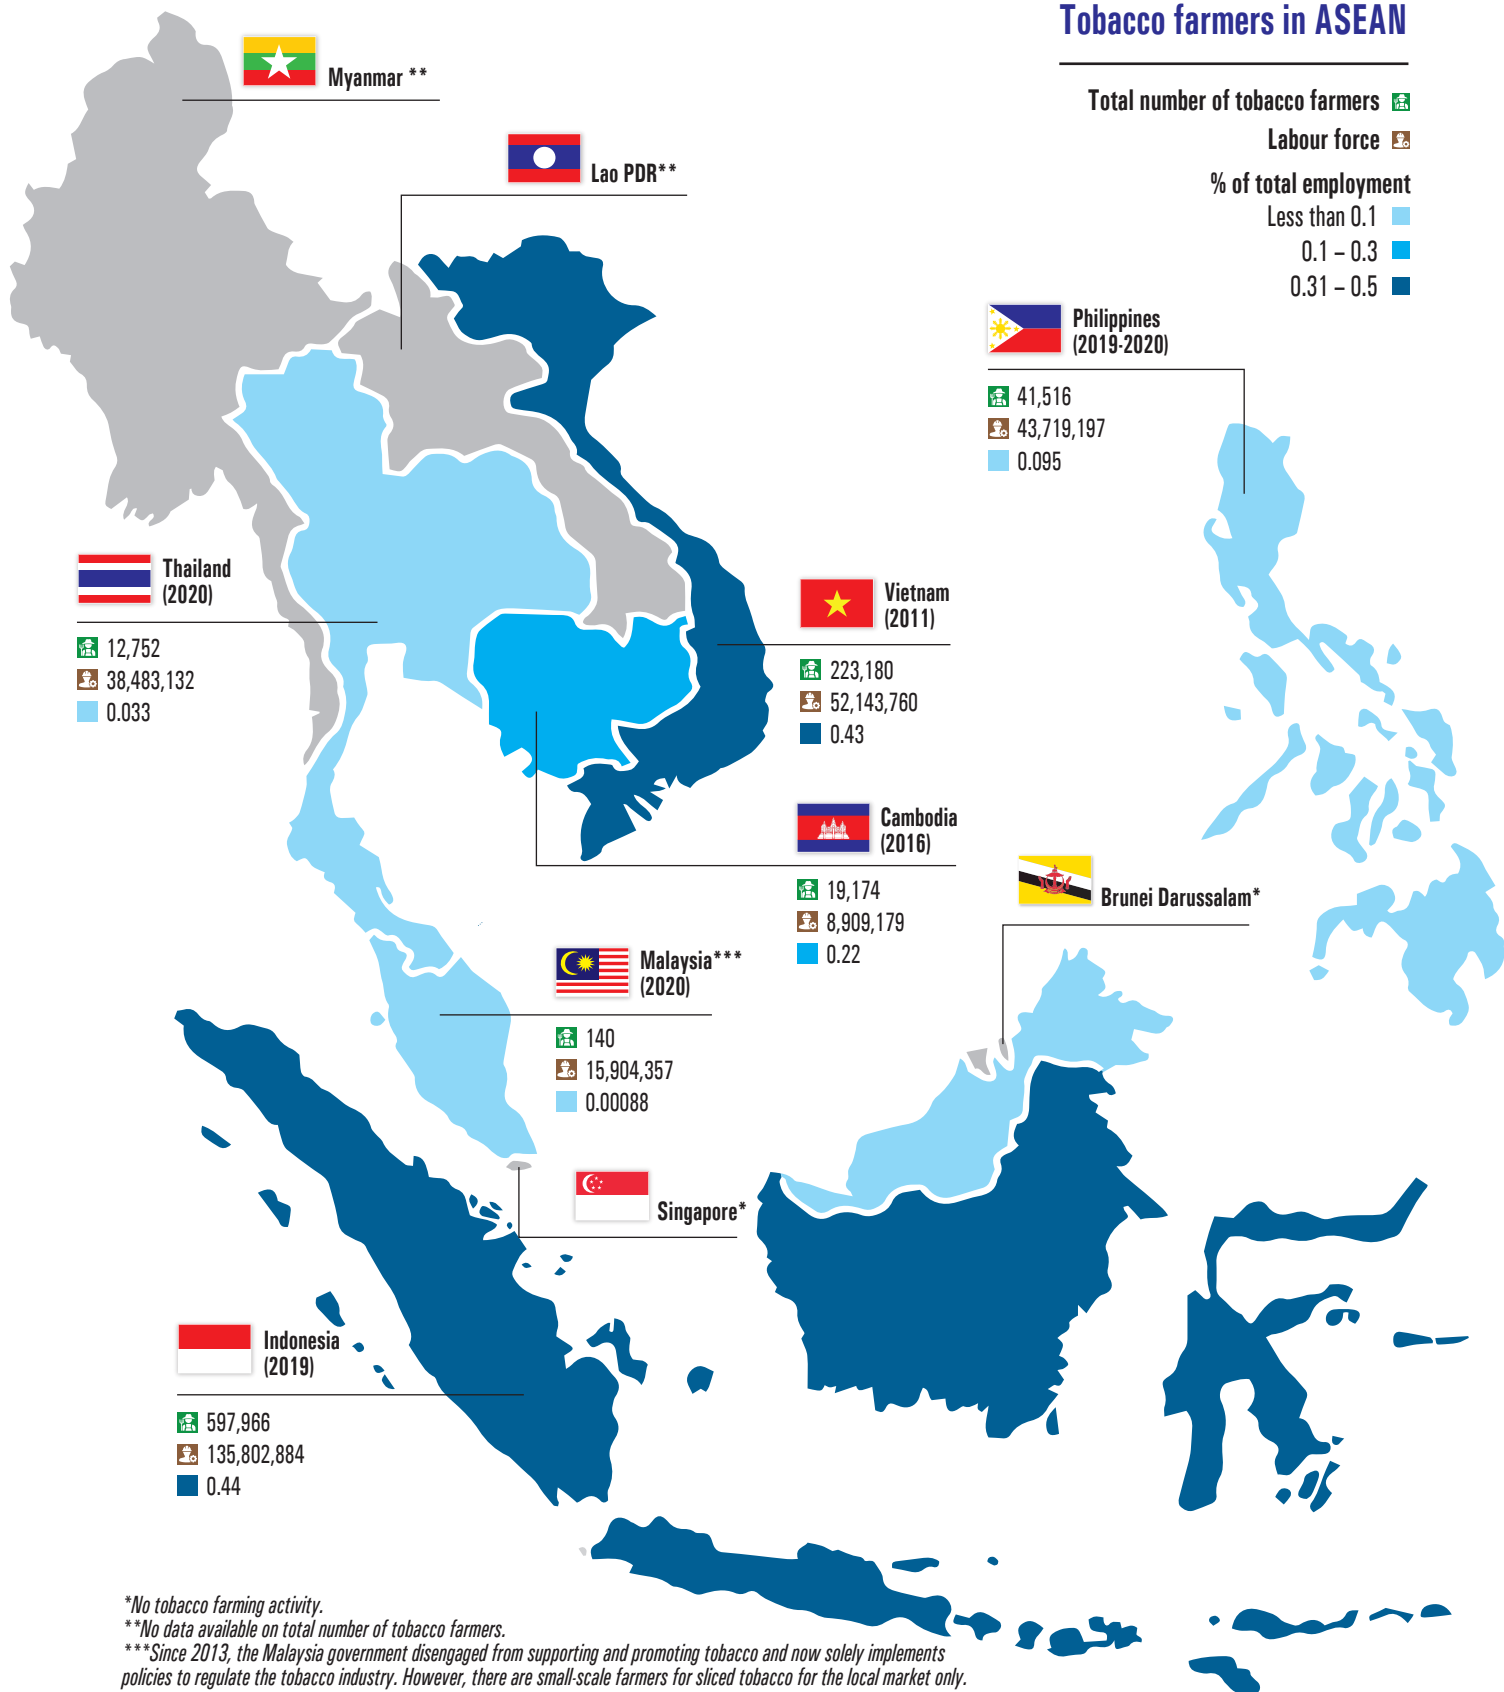 Tobacco farmers in ASEAN
Total number of tobacco farmers
Labour force
% of total employment
Less than 0.1
0.1 – 0.3
0.31 – 0.5
Myanmar **
Lao PDR**
Philippines
(2019-2020)
41,516
43,719,197
0.095
Thailand
(2020)
12,752
38,483,132
0.033
Vietnam
(2011)
223,180
52,143,760
0.43
Cambodia
(2016)
19,174
8,909,179
0.22
Brunei Darussalam*
Malaysia***
(2020)
140
15,904,357
0.00088
Singapore*
Indonesia
(2019)
597,966
135,802,884
0.44
*No tobacco farming activity.
**No data available on total number of tobacco farmers.
***Since 2013, the Malaysia government disengaged from supporting and promoting tobacco and now solely implements
policies to regulate the tobacco industry. However, there are small-scale farmers for sliced tobacco for the local market only.